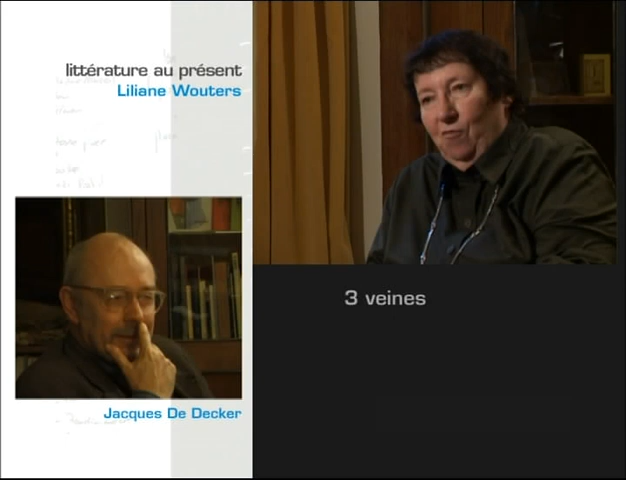 littérature au présent
Liliane Wouters
3 veines
Jacques De Decker